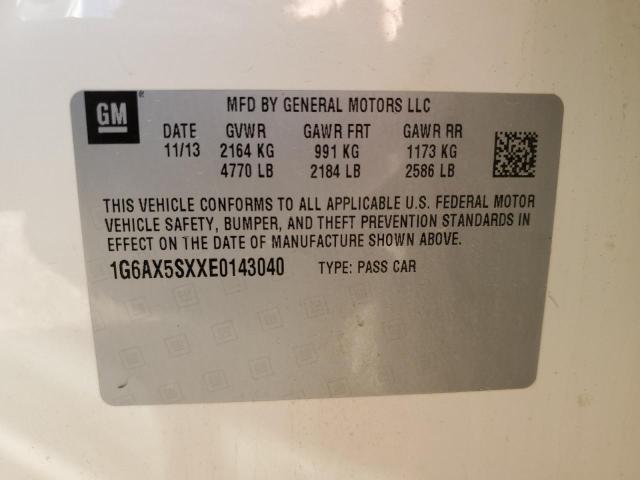 GM ® MFD BY GENERAL MOTORS LLC
DATE GVWR GAWR FRT GAWR RR
11/13 2164 KG 991 KG 1173 KG
4770 LB 2184 LB 2586 LB
THIS VEHICLE CONFORMS TO ALL APPLICABLE U.S. FEDERAL MOTOR
VEHICLE SAFETY, BUMPER, AND THEFT PREVENTION STANDARDS IN
EFFECT ON THE DATE OF MANUFACTURE SHOWN ABOVE.
1G6AX5SXXE0143040 TYPE: PASS CAR